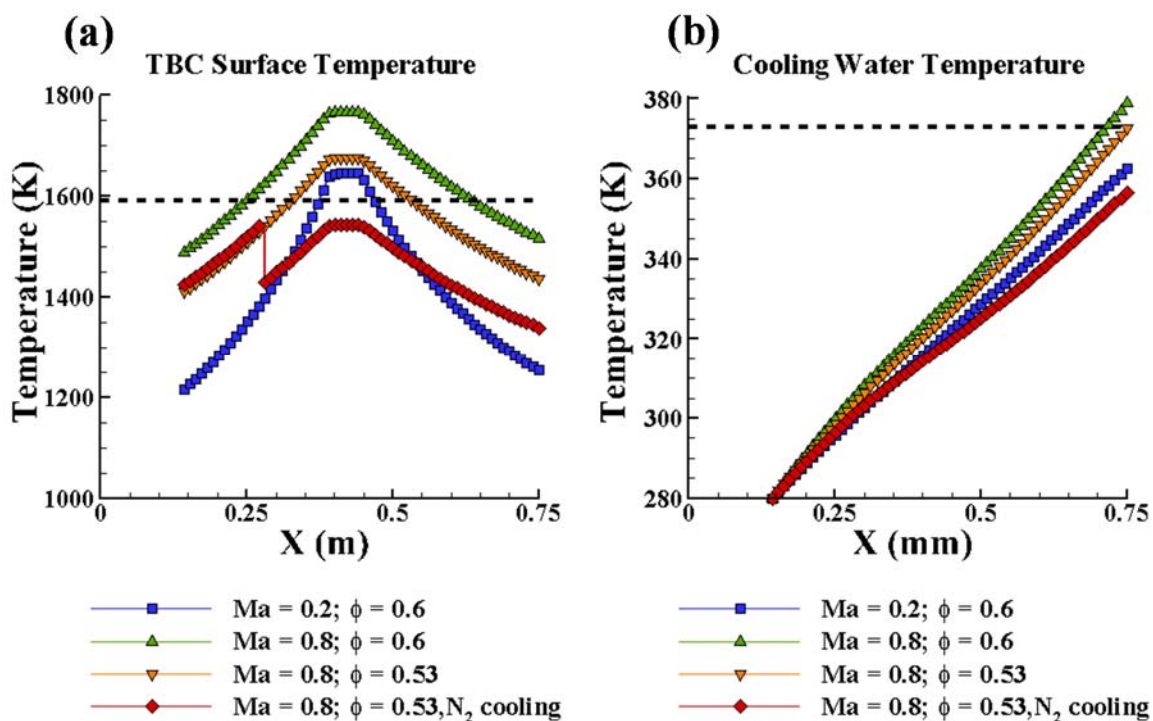 (a)
TBC Surface Temperature
1800
1600
1400
1200
1000
Temperature (K)
0
0.25
0.5
0.75
X (m)
Ma = 0.2; ϕ = 0.6
Ma = 0.8; ϕ = 0.6
Ma = 0.8; ϕ = 0.53
Ma = 0.8; ϕ = 0.53,N₂ cooling
(b)
Cooling Water Temperature
380
360
340
320
300
280
Temperature (K)
0
0.25
0.5
0.75
X (mm)
Ma = 0.2; ϕ = 0.6
Ma = 0.8; ϕ = 0.6
Ma = 0.8; ϕ = 0.53
Ma = 0.8; ϕ = 0.53,N₂ cooling